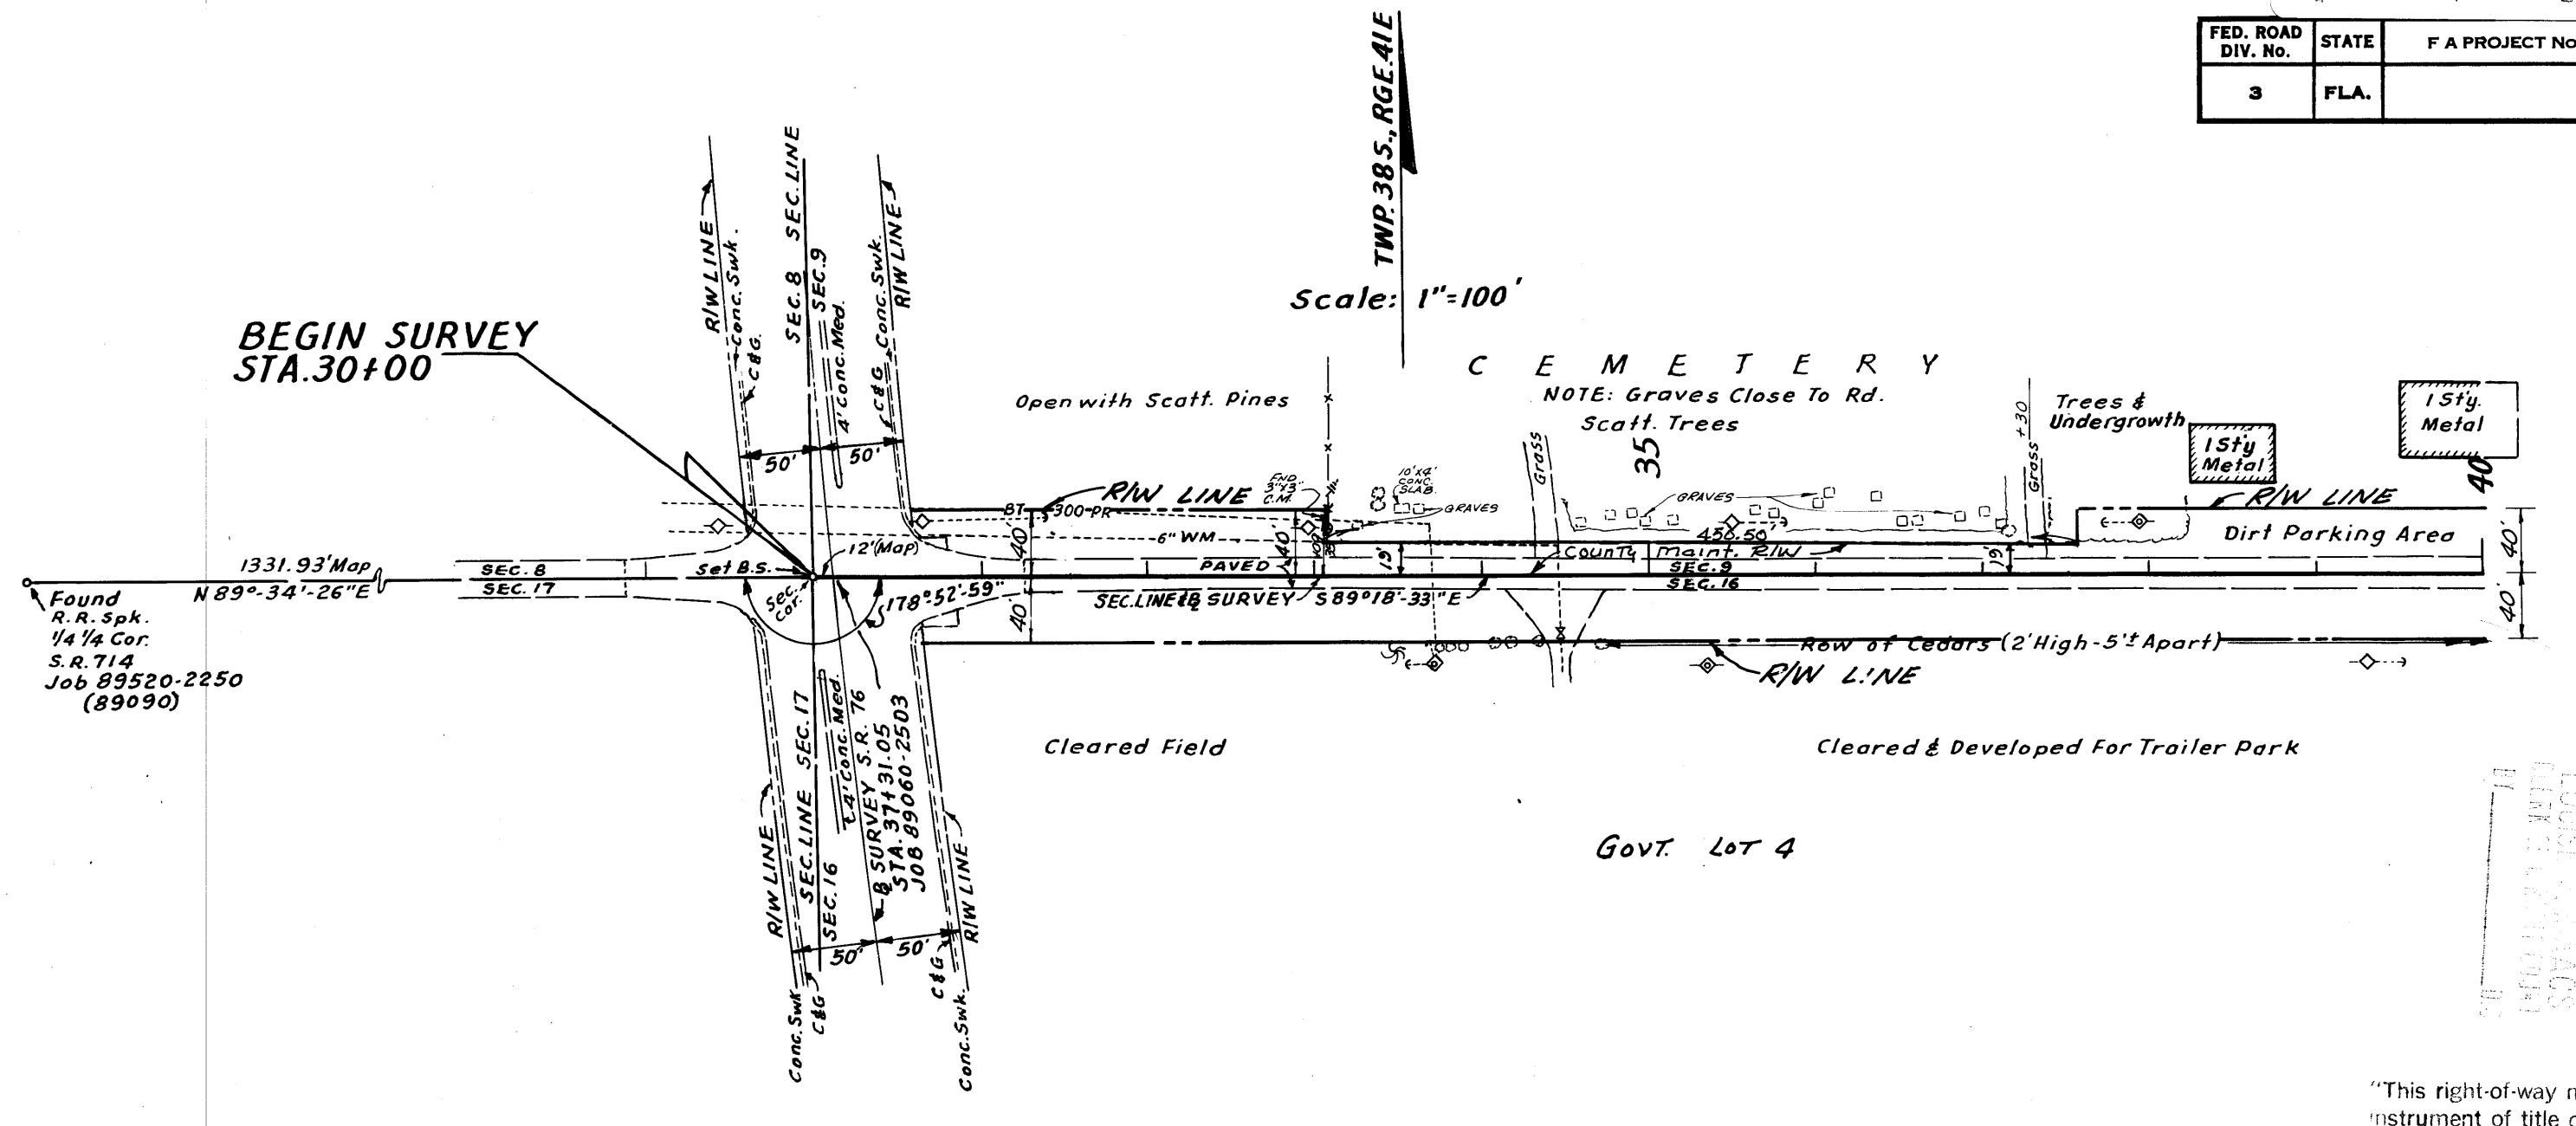 FED. ROAD DIV. No.
STATE
F A PROJECT No
3
FLA.
TWP. 38 S., RGE. 41E
Scale: 1"=100'
BEGIN SURVEY
STA. 30+00
R/W LINE
Conc. Swk.
C&G.
SEC. 8 SEC. LINE
SEC. 9
4' Conc. Med.
C&G Conc. Swk.
R/W LINE
50'
50'
Open with Scatt. Pines
C E M E T E R Y
NOTE: Graves Close To Rd.
Scatt. Trees
35
Grass
Grass
+30
Trees &
Undergrowth
1 Sty
Metal
1 Sty.
Metal
40
R/W LINE
FND
3"X3"
C.M.
10'X4'
CONC.
SLAB.
GRAVES
GRAVES
R/W LINE
BT
300-PR
6" WM
40'
40'
19'
456.50'
COUNTY Maint. R/W
19'
Dirt Parking Area
40'
40'
1331.93' Map
N 89°-34'-26"E
SEC. 8
SEC. 17
Set B.S.
12' (Map)
Sec.
Cor.
178°-52'-59"
40'
PAVED
SEC. 9
SEC. 16
SEC. LINE & ℄ SURVEY
S 89°18'-33"E
Found
R.R. Spk.
1/4 1/4 Cor.
S.R. 714
Job 89520-2250
(89090)
Row of Cedars (2' High-5'± Apart)
R/W LINE
Cleared Field
Cleared & Developed For Trailer Park
GOVT. LOT 4
R/W LINE
SEC. LINE SEC. 17
SEC. 16
4' Conc. Med.
℄ SURVEY S.R. 76
STA. 37+31.05
JOB 89060-2503
R/W LINE
50'
50'
Conc. Swk
C&G
C&G
Conc. Swk.
"This right-of-way
instrument of title